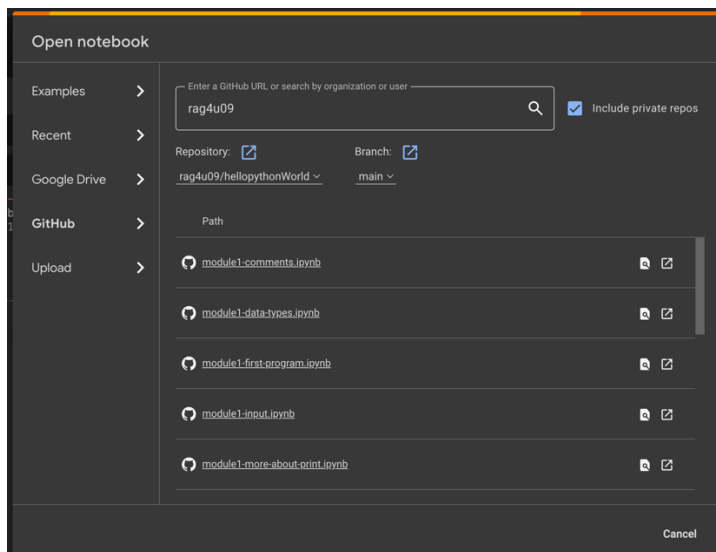 Open notebook
Examples
Recent
Google Drive
GitHub
Upload
Enter a GitHub URL or search by organization or user
rag4u09
Include private repos
Repository:
Branch:
rag4u09/hellopythonWorld
main
Path
module1-comments.ipynb
module1-data-types.ipynb
module1-first-program.ipynb
module1-input.ipynb
module1-more-about-print.ipynb
Cancel